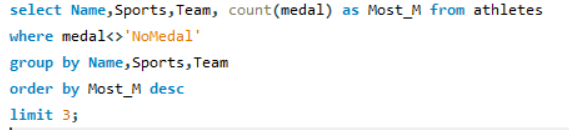 select Name,Sports,Team, count(medal) as Most_M from athletes
where medal<>'NoMedal'
group by Name,Sports,Team
order by Most_M desc
limit 3;